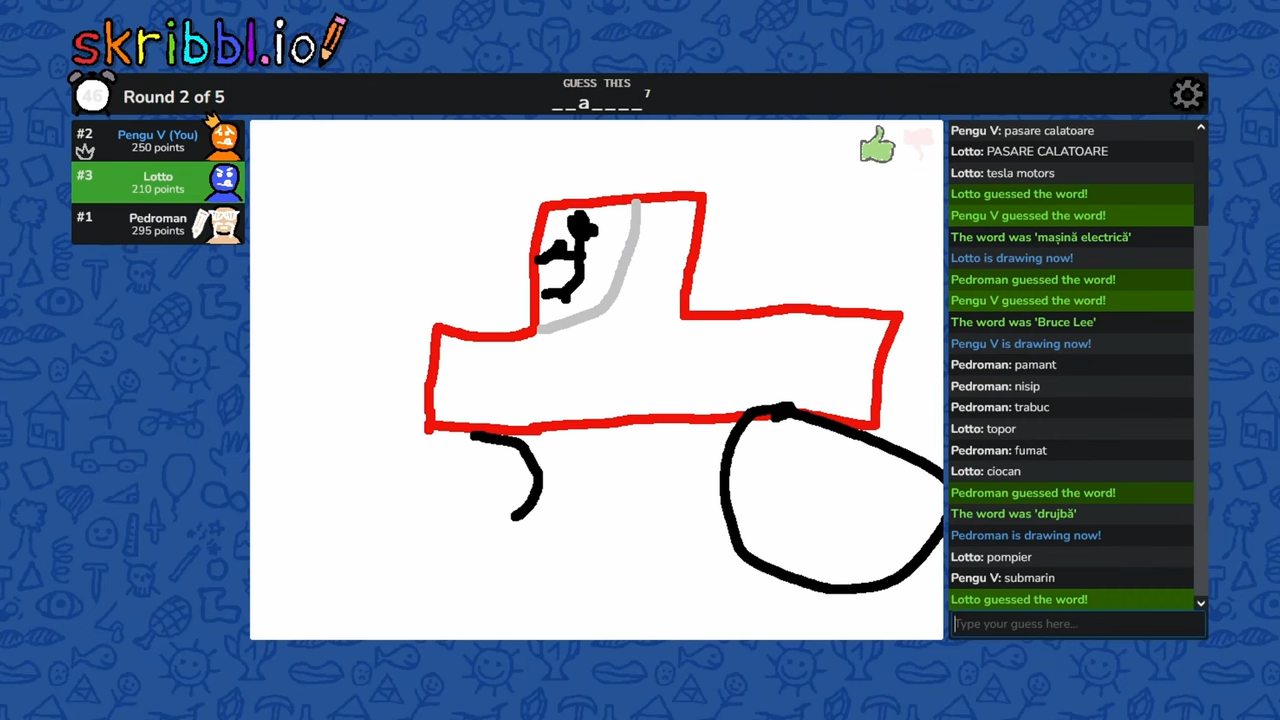 skribbl.io
46
Round 2 of 5
GUESS THIS
__a____7
#2
Pengu V (You)
250 points
#3
Lotto
210 points
#1
Pedroman
295 points
Pengu V: pasare calatoare
Lotto: PASARE CALATOARE
Lotto: tesla motors
Lotto guessed the word!
Pengu V guessed the word!
The word was 'mașină electrică'
Lotto is drawing now!
Pedroman guessed the word!
Pengu V guessed the word!
The word was 'Bruce Lee'
Pengu V is drawing now!
Pedroman: pamant
Pedroman: nisip
Pedroman: trabuc
Lotto: topor
Pedroman: fumat
Lotto: ciocan
Pedroman guessed the word!
The word was 'drujbă'
Pedroman is drawing now!
Lotto: pompier
Pengu V: submarin
Lotto guessed the word!
Type your guess here...